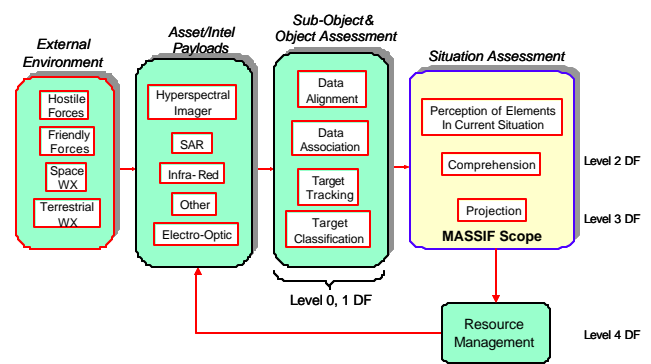 External
Environment
Hostile
Forces
Friendly
Forces
Space
WX
Terrestrial
WX
Asset/Intel
Payloads
Hyperspectral
Imager
SAR
Infra- Red
Other
Electro-Optic
Sub-Object &
Object Assessment
Data
Alignment
Data
Association
Target
Tracking
Target
Classification
Level 0, 1 DF
Situation Assessment
Perception of Elements
In Current Situation
Comprehension
Projection
MASSIF Scope
Level 2 DF
Level 3 DF
Resource
Management
Level 4 DF